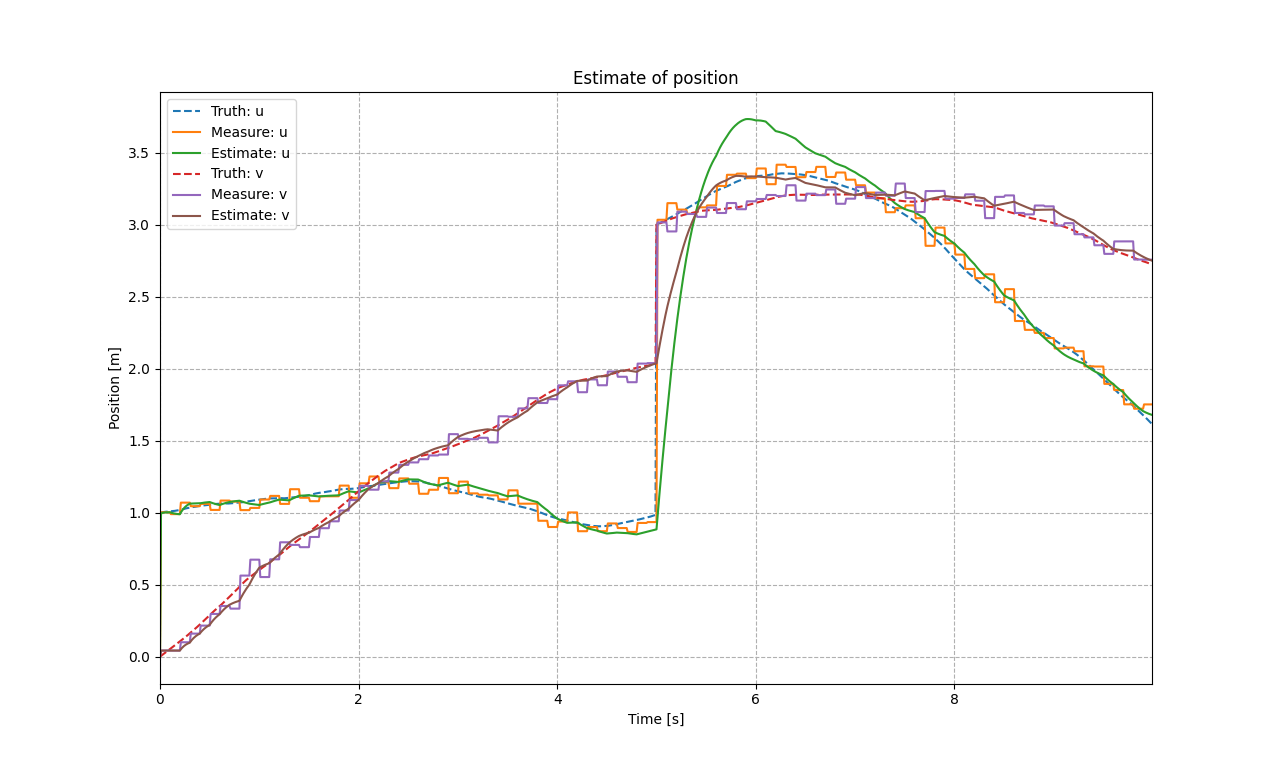 Estimate of position
Truth: u
Measure: u
Estimate: u
Truth: v
Measure: v
Estimate: v
3.5
3.0
2.5
2.0
1.5
1.0
0.5
0.0
Position [m]
0 2 4 6 8
Time [s]